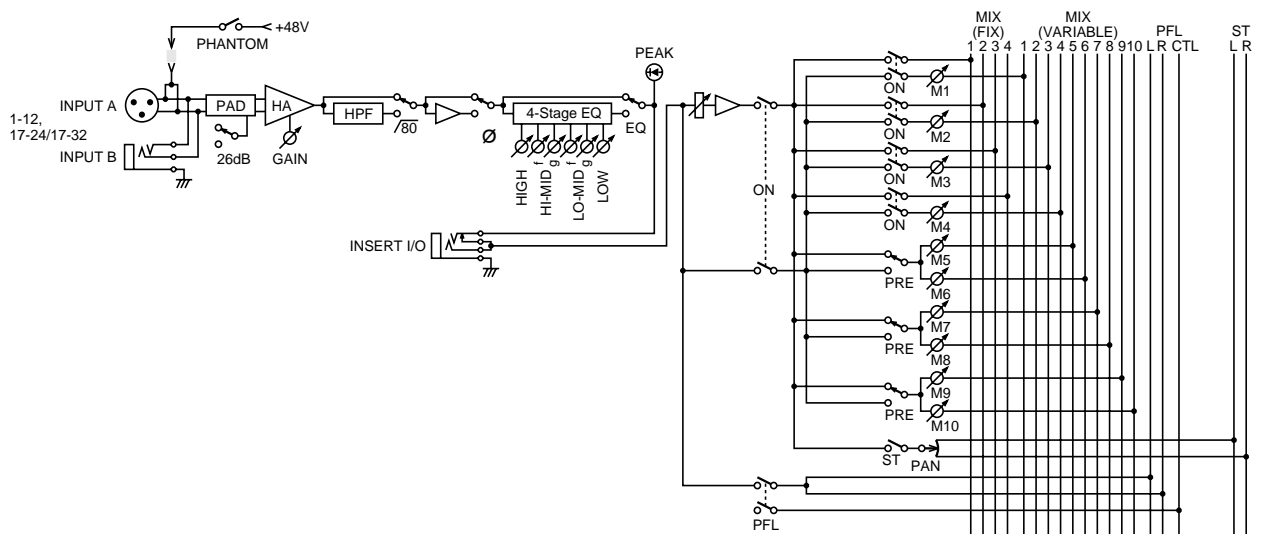 +48V
PHANTOM
INPUT A
1-12,
17-24/17-32
INPUT B
PAD
26dB
HA
GAIN
HPF
/80
Ø
4-Stage EQ
EQ
HIGH
HI-MID
f
g
LO-MID
f
g
LOW
PEAK
INSERT I/O
ON
ON
M1
ON
M2
ON
M3
ON
M4
M5
PRE
M6
M7
PRE
M8
M9
PRE
M10
ST
PAN
PFL
MIX
(FIX)
1 2 3 4
MIX
(VARIABLE)
1 2 3 4 5 6 7 8 9 10
PFL
L R CTL
ST
L R